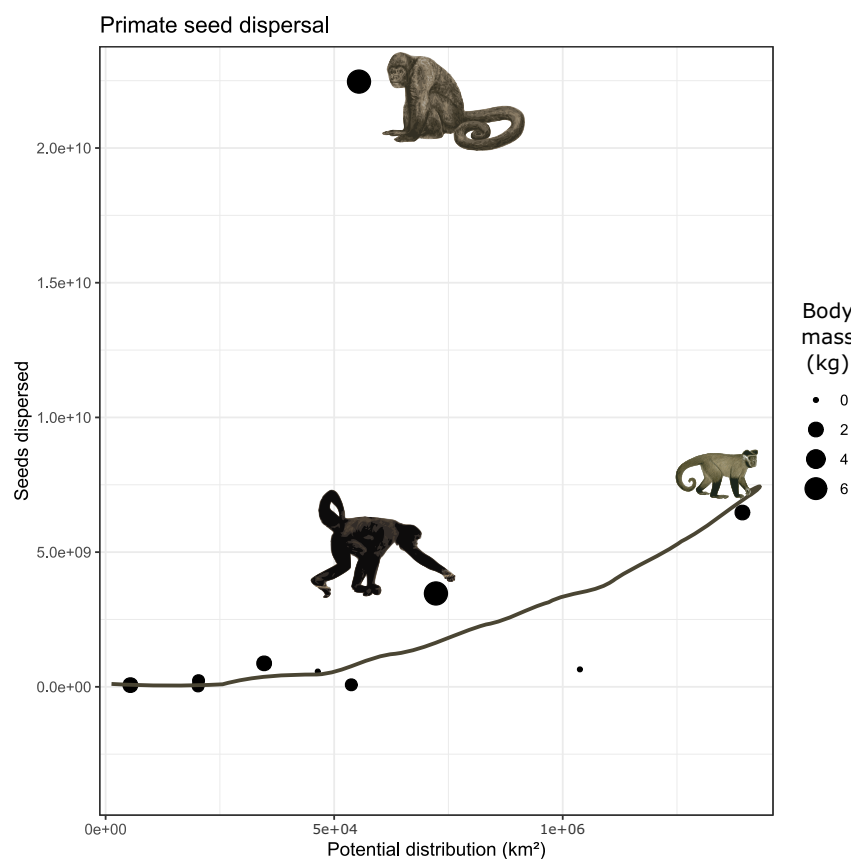 Primate seed dispersal
2.0e+10
1.5e+10
1.0e+10
5.0e+09
0.0e+00
Seeds dispersed
0e+00
5e+04
1e+06
Potential distribution (km²)
Body
mass
(kg)
0
2
4
6